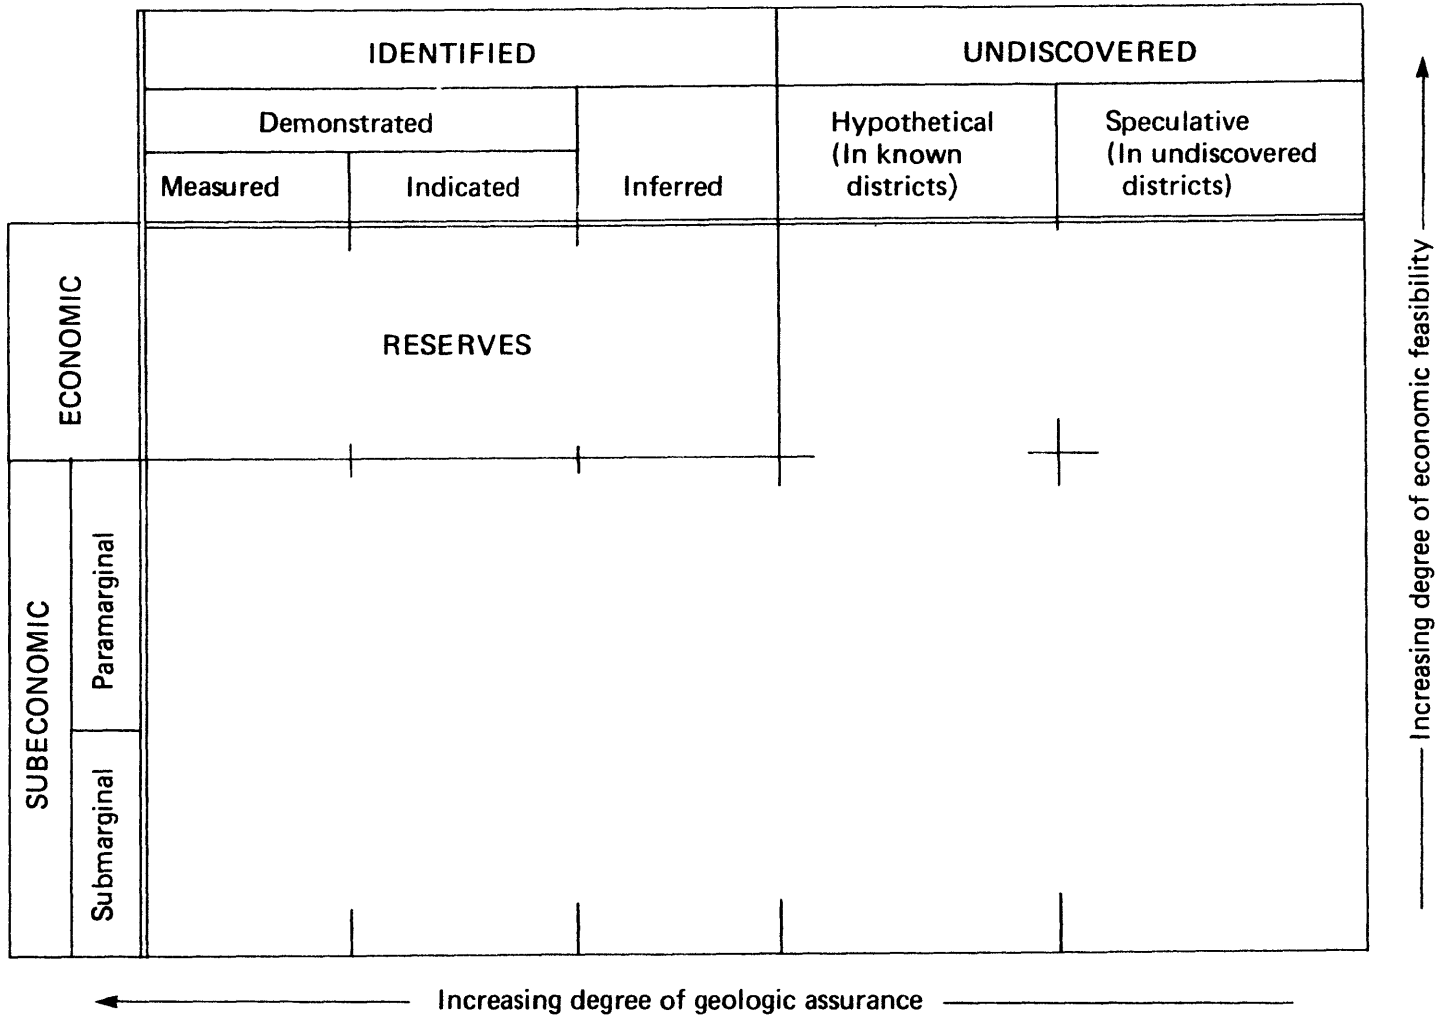 IDENTIFIED
UNDISCOVERED
Demonstrated
Measured
Indicated
Inferred
Hypothetical
(In known
districts)
Speculative
(In undiscovered
districts)
ECONOMIC
RESERVES
SUBECONOMIC
Paramarginal
Submarginal
Increasing degree of economic feasibility
Increasing degree of geologic assurance